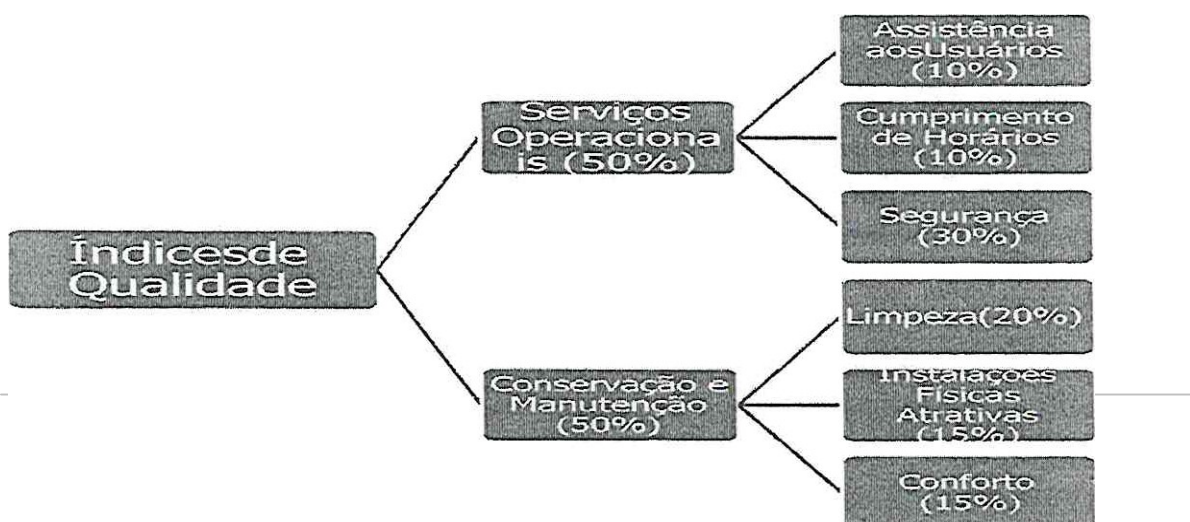 Índicesde
Qualidade
Serviços
Operaciona
is (50%)
Assistência
aosUsuários
(10%)
Cumprimento
de Horários
(10%)
Segurança
(30%)
Conservação e
Manutenção
(50%)
Limpeza(20%)
Instalações
Físicas
Atrativas
(15%)
Conforto
(15%)